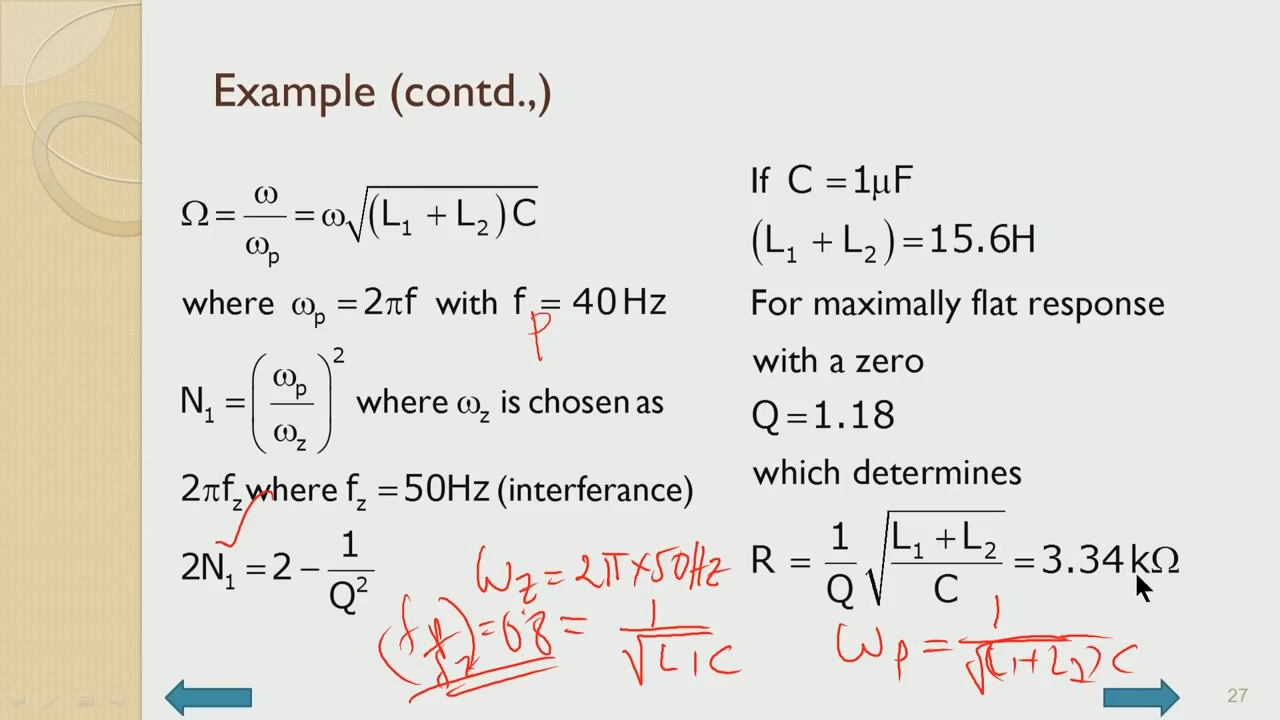 Example (contd.,)
Ω = ω/ωp = ω√((L₁ + L₂)C)
where ωp = 2πf with f = 40 Hz
p
N₁ = (ωp/ωz)² where ωz is chosen as
2πfz where fz = 50Hz (interferance)
2N₁ = 2 − 1/Q²
ωz = 2π×50Hz
(fp/fz) = 0.8 = 1/√(L₁C)
If C = 1μF
(L₁ + L₂) = 15.6H
For maximally flat response
with a zero
Q = 1.18
which determines
R = 1/Q √((L₁ + L₂)/C) = 3.34 kΩ
ωp = 1/√((L₁+L₂)C)
27